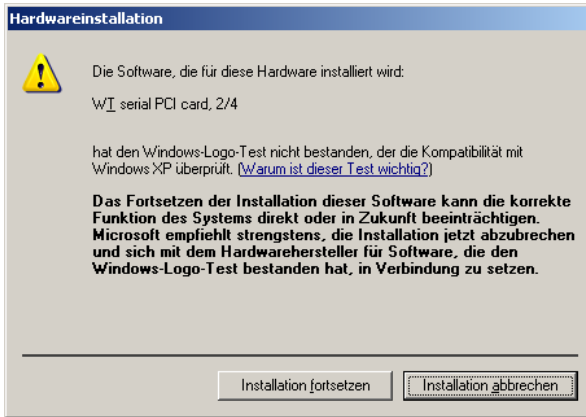 Hardwareinstallation
Die Software, die für diese Hardware installiert wird:
WT serial PCI card, 2/4
hat den Windows-Logo-Test nicht bestanden, der die Kompatibilität mit
Windows XP überprüft. (Warum ist dieser Test wichtig?)
Das Fortsetzen der Installation dieser Software kann die korrekte
Funktion des Systems direkt oder in Zukunft beeinträchtigen.
Microsoft empfiehlt strengstens, die Installation jetzt abzubrechen
und sich mit dem Hardwarehersteller für Software, die den
Windows-Logo-Test bestanden hat, in Verbindung zu setzen.
Installation fortsetzen
Installation abbrechen